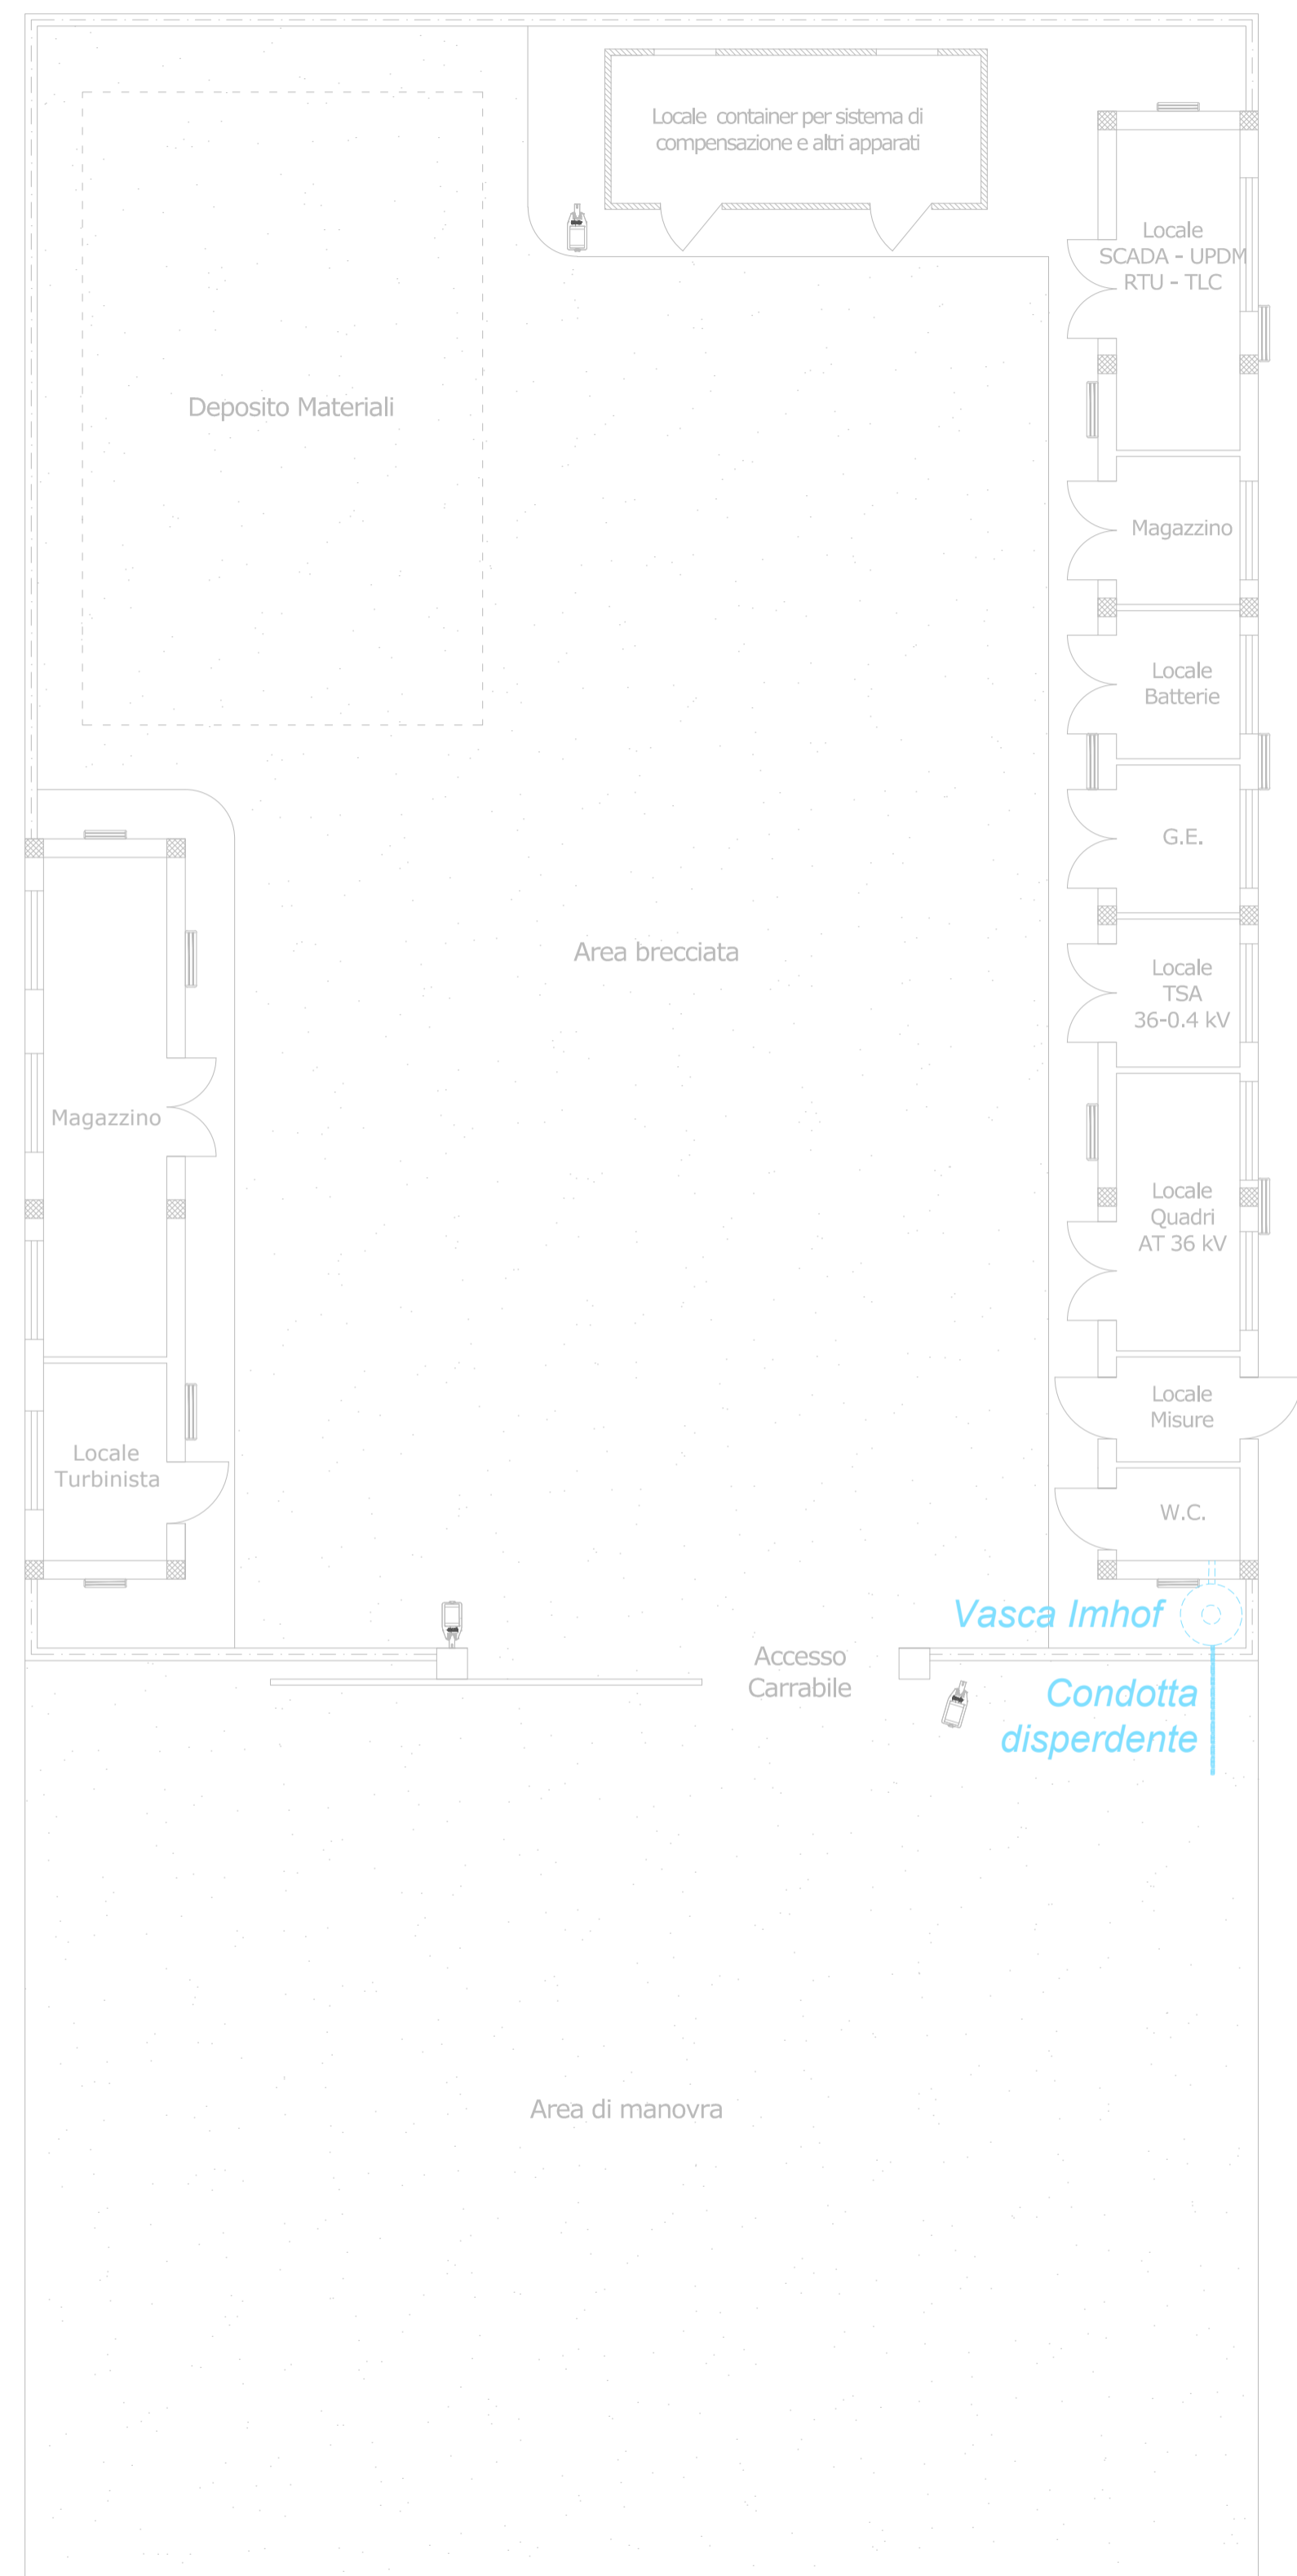 Locale container per sistema di
compensazione e altri apparati
Locale
SCADA - UPDM
RTU - TLC
Deposito Materiali
Magazzino
Locale
Batterie
G.E.
Area brecciata
Locale
TSA
36-0.4 kV
Magazzino
Locale
Quadri
AT 36 kV
Locale
Misure
Locale
Turbinista
W.C.
Vasca Imhof
Accesso
Carrabile
Condotta
disperdente
Area di manovra